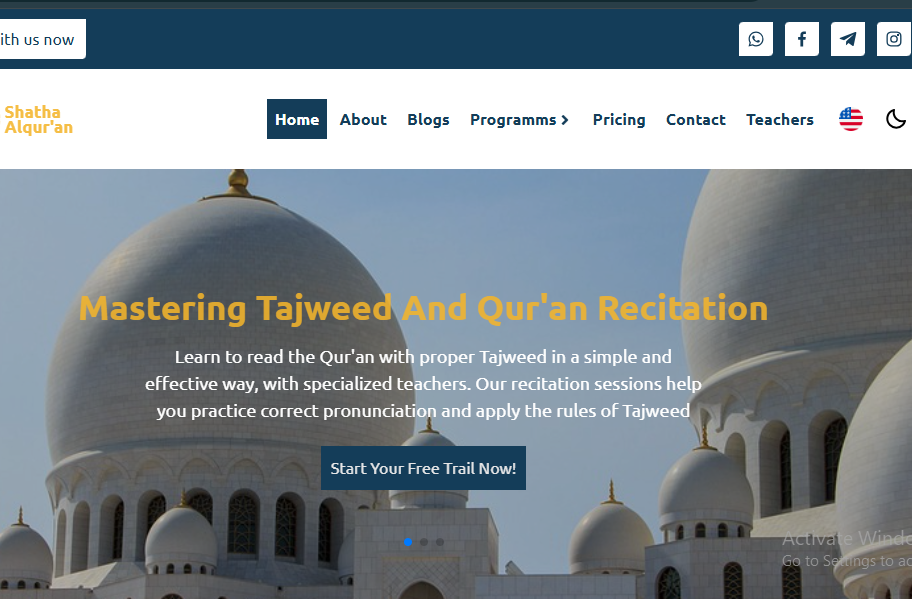 ith us now
Shatha
Alqur'an
Home About Blogs Programms Pricing Contact Teachers
Mastering Tajweed And Qur'an Recitation
Learn to read the Qur'an with proper Tajweed in a simple and
effective way, with specialized teachers. Our recitation sessions help
you practice correct pronunciation and apply the rules of Tajweed
Start Your Free Trail Now!
Activate Windo
Go to Settings to ac